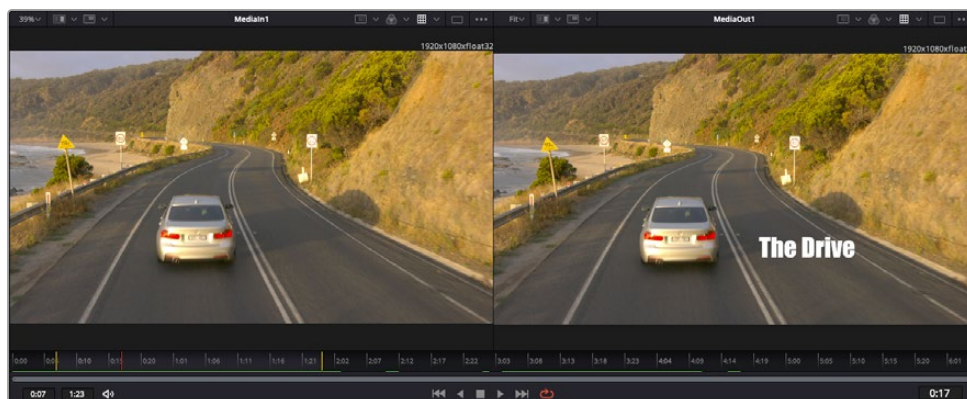 39% MediaIn1
Fit MediaOut1
1920x1080xfloat32
1920x1080xfloat32
The Drive
0:00 0:05 0:10 0:15 0:20 1:01 1:06 1:11 1:16 1:21 2:02 2:07 2:12 2:17 2:22 3:03 3:08 3:13 3:18 3:23 4:04 4:09 4:14 4:19 5:00 5:05 5:10 5:15 5:20 6:01
0:07 1:23 0:17